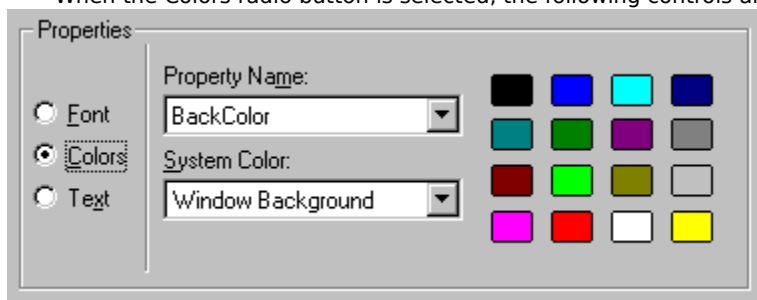 When the Colors radio button is selected, the following controls a
Properties
Font
Colors
Text
Property Name:
BackColor
System Color:
Window Background